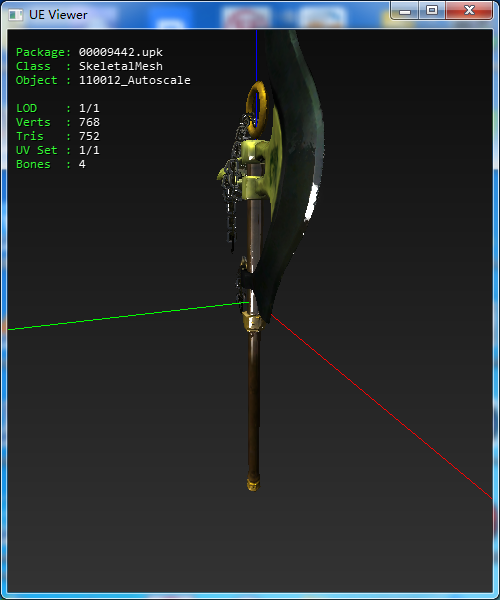 UE Viewer
Package: 00009442.upk
Class : SkeletalMesh
Object : 110012_Autoscale
LOD : 1/1
Verts : 768
Tris : 752
UV Set : 1/1
Bones : 4